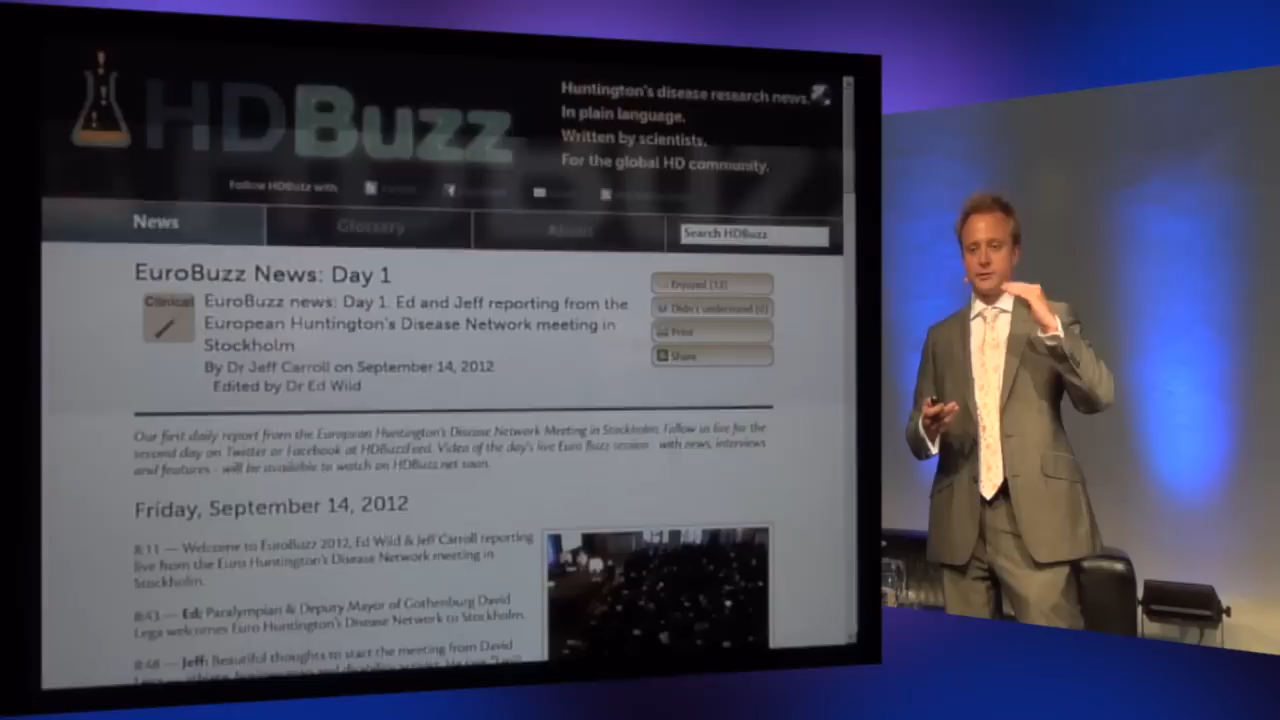 HDBuzz
Huntington's disease research news.
In plain language.
Written by scientists.
For the global HD community.
Follow HDBuzz with
News
Glossary
About
Search HDBuzz
EuroBuzz News: Day 1
Enjoyed (13)
Didn't understand (0)
Print
Share
Clinical
EuroBuzz news: Day 1. Ed and Jeff reporting from the
European Huntington's Disease Network meeting in
Stockholm
By Dr Jeff Carroll on September 14, 2012
Edited by Dr Ed Wild
Our first daily report from the European Huntington's Disease Network Meeting in Stockholm. Follow us live for the
second day on Twitter or Facebook at HDBuzzFeed. Video of the day's live Euro Buzz session - with news, interviews
and features - will be available to watch on HDBuzz.net soon.
Friday, September 14, 2012
8:11 — Welcome to EuroBuzz 2012, Ed Wild & Jeff Carroll reporting
live from the Euro Huntington's Disease Network meeting in
Stockholm.
8:43 — Ed: Paralympian & Deputy Mayor of Gothenburg David
Lega welcomes Euro Huntington's Disease Network to Stockholm.
8:48 — Jeff: Beautiful thoughts to start the meeting from David